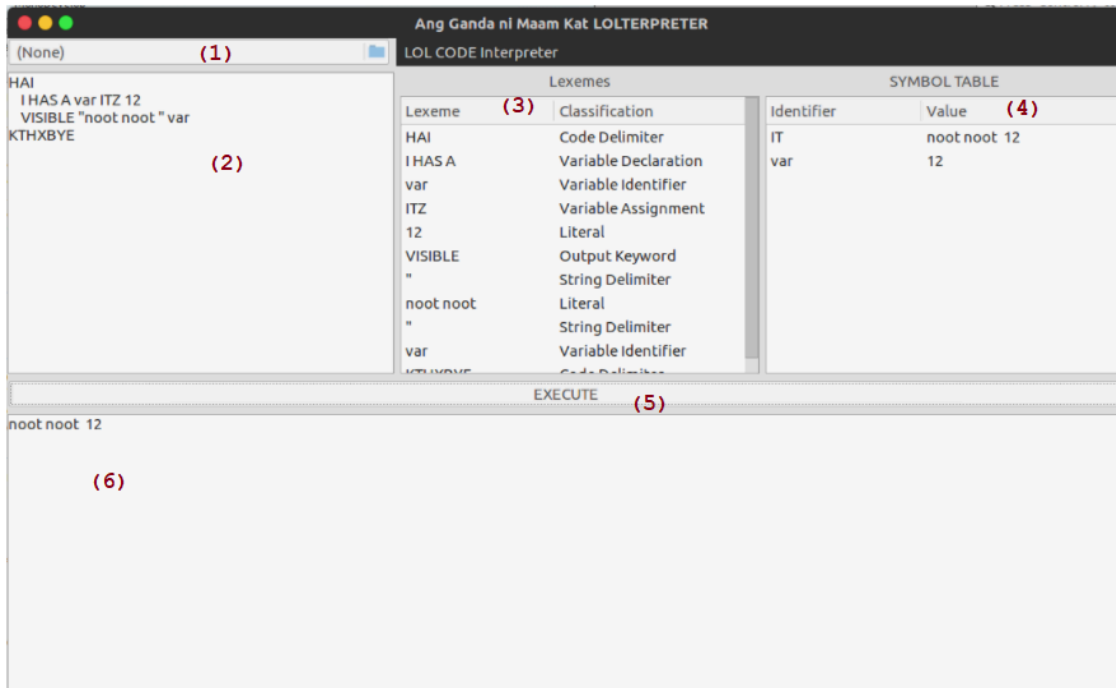 Ang Ganda ni Maam Kat LOLTERPRETER
(None) (1)
LOL CODE Interpreter
HAI
I HAS A var ITZ 12
VISIBLE "noot noot " var
KTHXBYE
(2)
Lexemes
Lexeme (3) Classification
HAI Code Delimiter
I HAS A Variable Declaration
var Variable Identifier
ITZ Variable Assignment
12 Literal
VISIBLE Output Keyword
" String Delimiter
noot noot Literal
" String Delimiter
var Variable Identifier
KTHXBYE Code Delimiter
SYMBOL TABLE
Identifier Value (4)
IT noot noot 12
var 12
EXECUTE (5)
noot noot 12
(6)